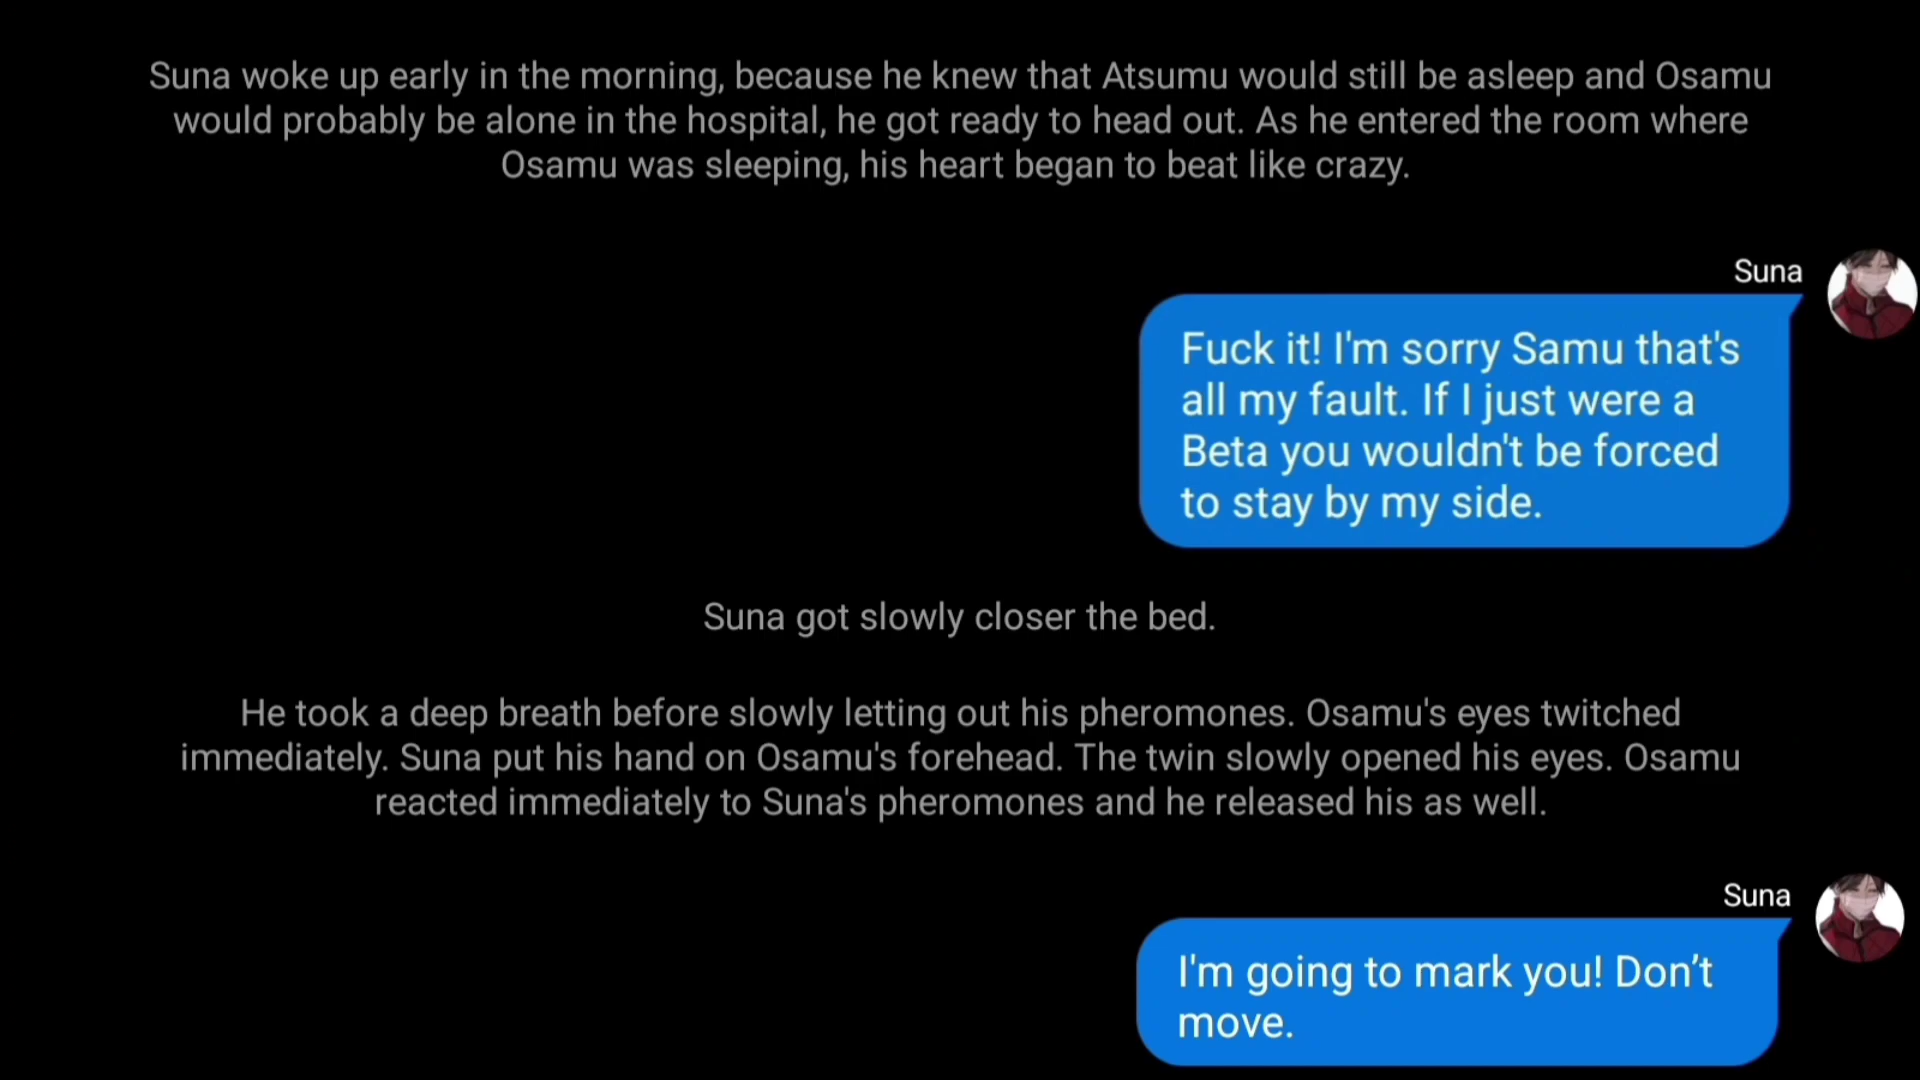 Suna woke up early in the morning, because he knew that Atsumu would still be asleep and Osamu
would probably be alone in the hospital, he got ready to head out. As he entered the room where
Osamu was sleeping, his heart began to beat like crazy.
Suna
Fuck it! I'm sorry Samu that's
all my fault. If I just were a
Beta you wouldn't be forced
to stay by my side.
Suna got slowly closer the bed.
He took a deep breath before slowly letting out his pheromones. Osamu's eyes twitched
immediately. Suna put his hand on Osamu's forehead. The twin slowly opened his eyes. Osamu
reacted immediately to Suna's pheromones and he released his as well.
Suna
I'm going to mark you! Don’t
move.